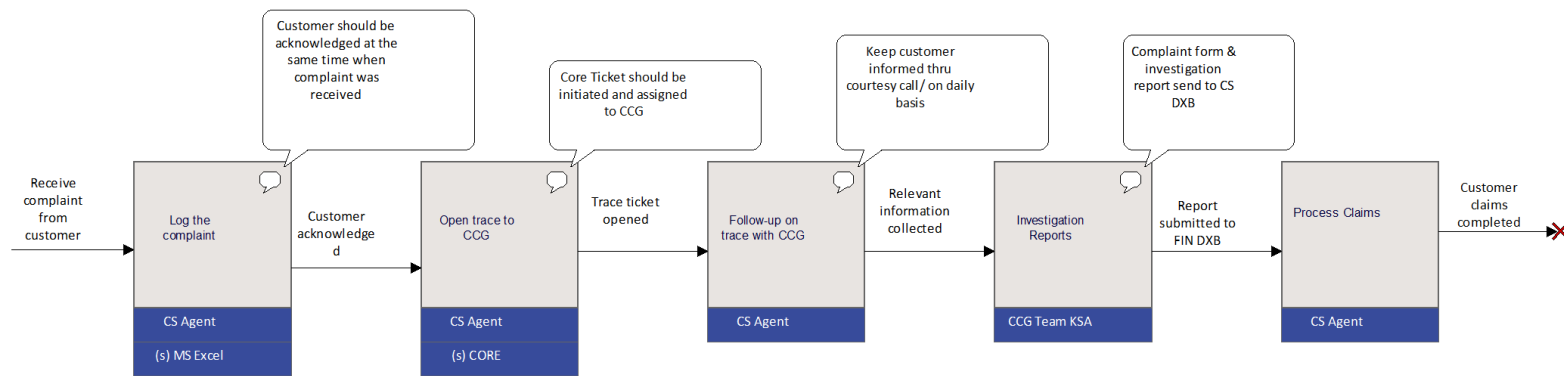 Customer should be
acknowledged at the
same time when
complaint was
received
Core Ticket should be
initiated and assigned
to CCG
Keep customer
informed thru
courtesy call/ on daily
basis
Complaint form &
investigation
report send to CS
DXB
Receive
complaint
from
customer
Log the
complaint
CS Agent
(s) MS Excel
Customer
acknowledge
d
Open trace to
CCG
CS Agent
(s) CORE
Trace ticket
opened
Follow-up on
trace with CCG
CS Agent
Relevant
information
collected
Investigation
Reports
CCG Team KSA
Report
submitted to
FIN DXB
Process Claims
CS Agent
Customer
claims
completed